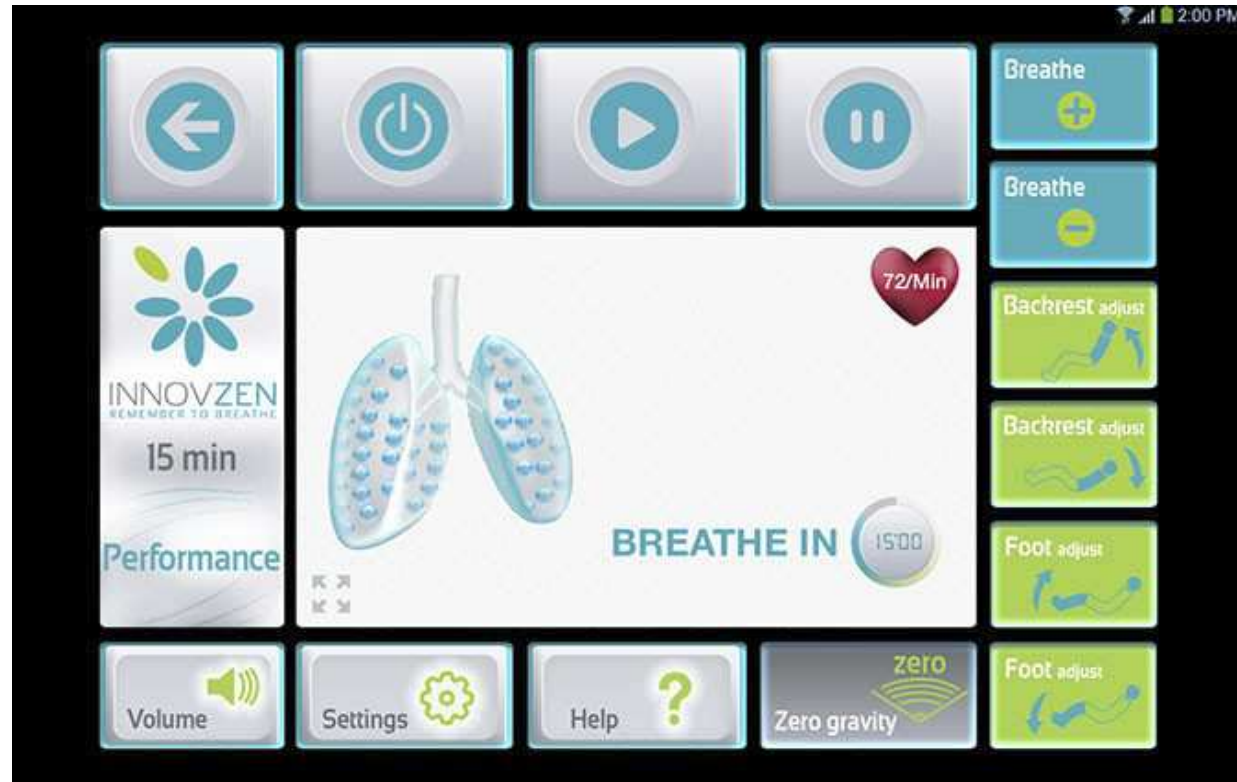 2:00 PM
Breathe
Breathe
72/Min
Backrest adjust
INNOVZEN
REMEMBER TO BREATHE
15 min
Backrest adjust
BREATHE IN
15:00
Performance
Foot adjust
Volume
Settings
Help
zero
Zero gravity
Foot adjust